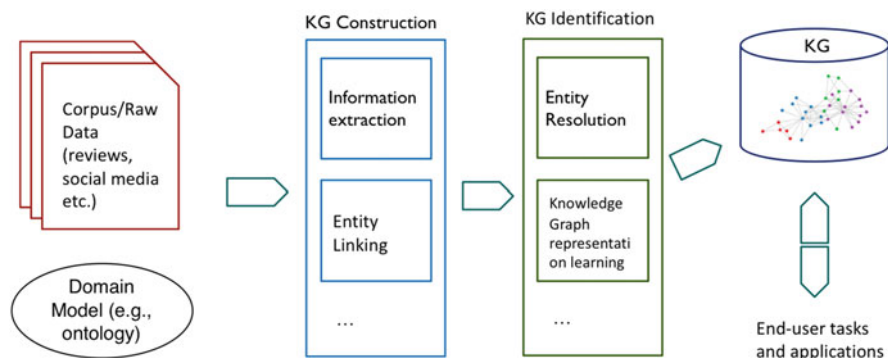 Corpus/Raw
Data
(reviews,
social media
etc.)
Domain
Model (e.g.,
ontology)
KG Construction
Information
extraction
Entity
Linking
...
KG Identification
Entity
Resolution
Knowledge
Graph
representati
on learning
...
KG
End-user tasks
and applications